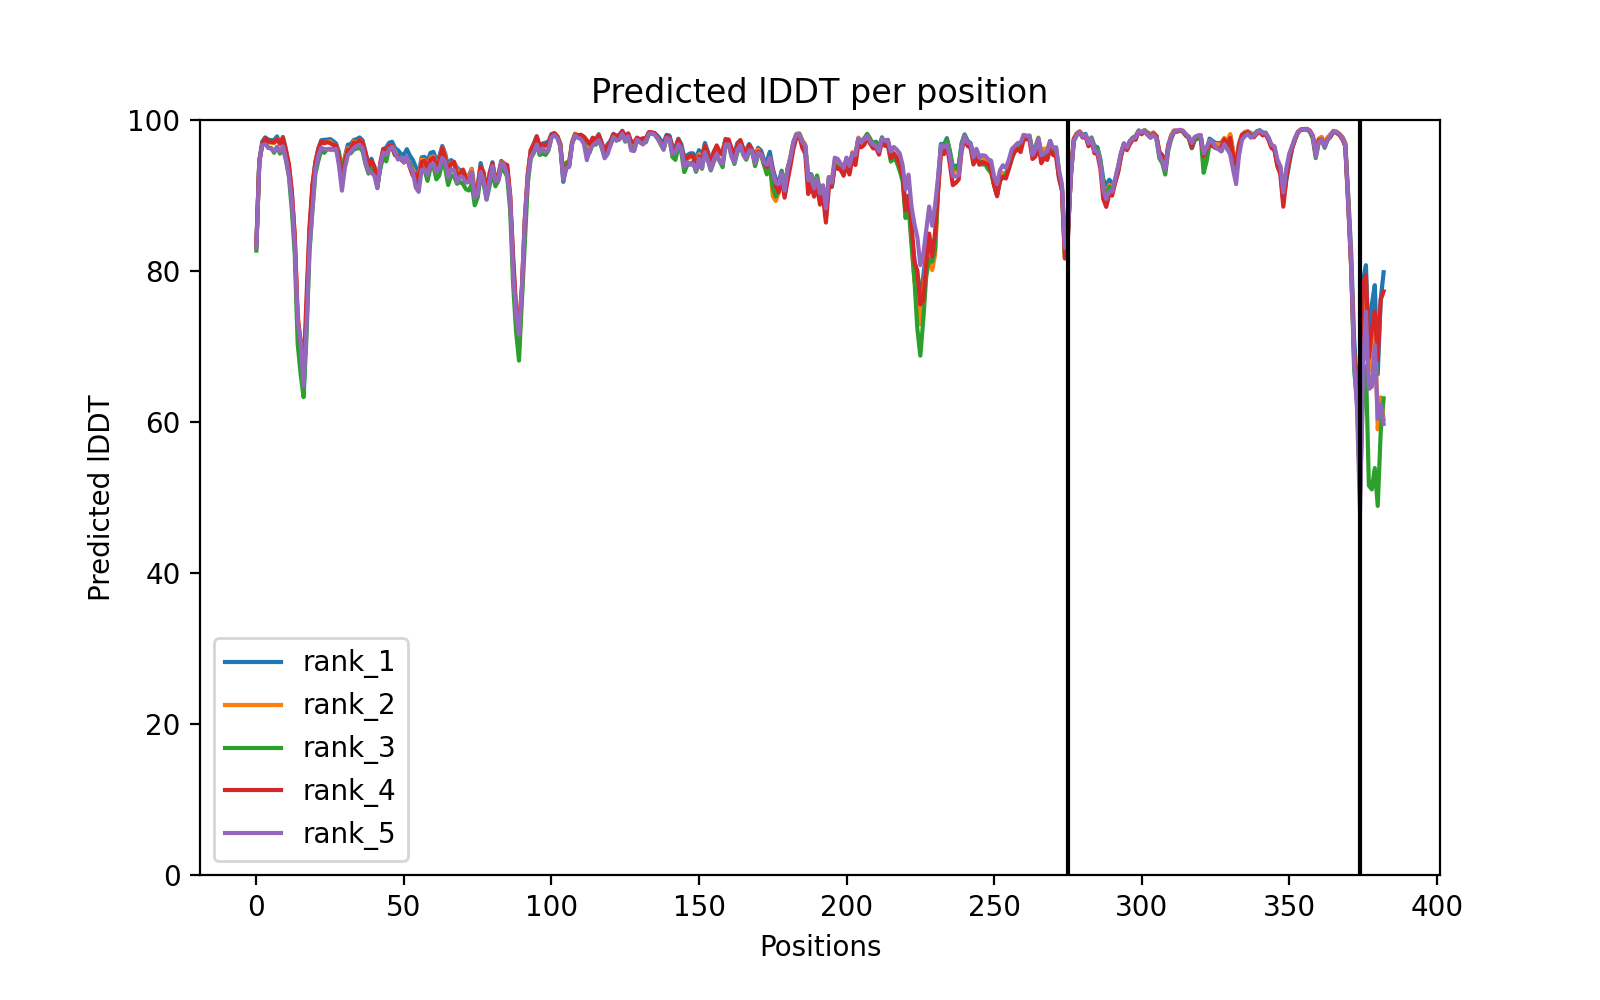 Predicted lDDT per position
100
80
60
40
20
0
Predicted lDDT
rank_1
rank_2
rank_3
rank_4
rank_5
0 50 100 150 200 250 300 350 400
Positions